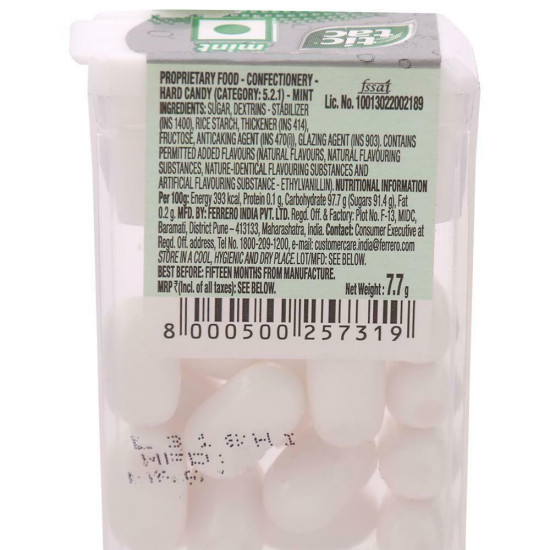 tic tac
mint
PROPRIETARY FOOD - CONFECTIONERY -
HARD CANDY (CATEGORY: 5.2.1) - MINT
fssai
Lic. No. 10013022002189
INGREDIENTS: SUGAR, DEXTRINS - STABILIZER
(INS 1400), RICE STARCH, THICKENER (INS 414),
FRUCTOSE, ANTICAKING AGENT (INS 470(i)), GLAZING AGENT (INS 903). CONTAINS
PERMITTED ADDED FLAVOURS (NATURAL FLAVOURS, NATURAL FLAVOURING
SUBSTANCES, NATURE-IDENTICAL FLAVOURING SUBSTANCES AND
ARTIFICIAL FLAVOURING SUBSTANCE - ETHYLVANILLIN). NUTRITIONAL INFORMATION
Per 100g: Energy 393 kcal, Protein 0.1 g, Carbohydrate 97.7 g (Sugars 91.4 g), Fat
0.2 g. MFD. BY: FERRERO INDIA PVT. LTD. Regd. Off. & Factory: Plot No. F-13, MIDC,
Baramati, District Pune – 413133, Maharashtra, India. Contact: Consumer Executive at
Regd. Off. address, Tel No. 1800-209-1200, e-mail: customercare.india@ferrero.com
STORE IN A COOL, HYGIENIC AND DRY PLACE. LOT/MFD: SEE BELOW.
BEST BEFORE: FIFTEEN MONTHS FROM MANUFACTURE.
MRP ₹ (Incl. of all taxes): SEE BELOW.
Net Weight: 7.7 g
8 000500 257319